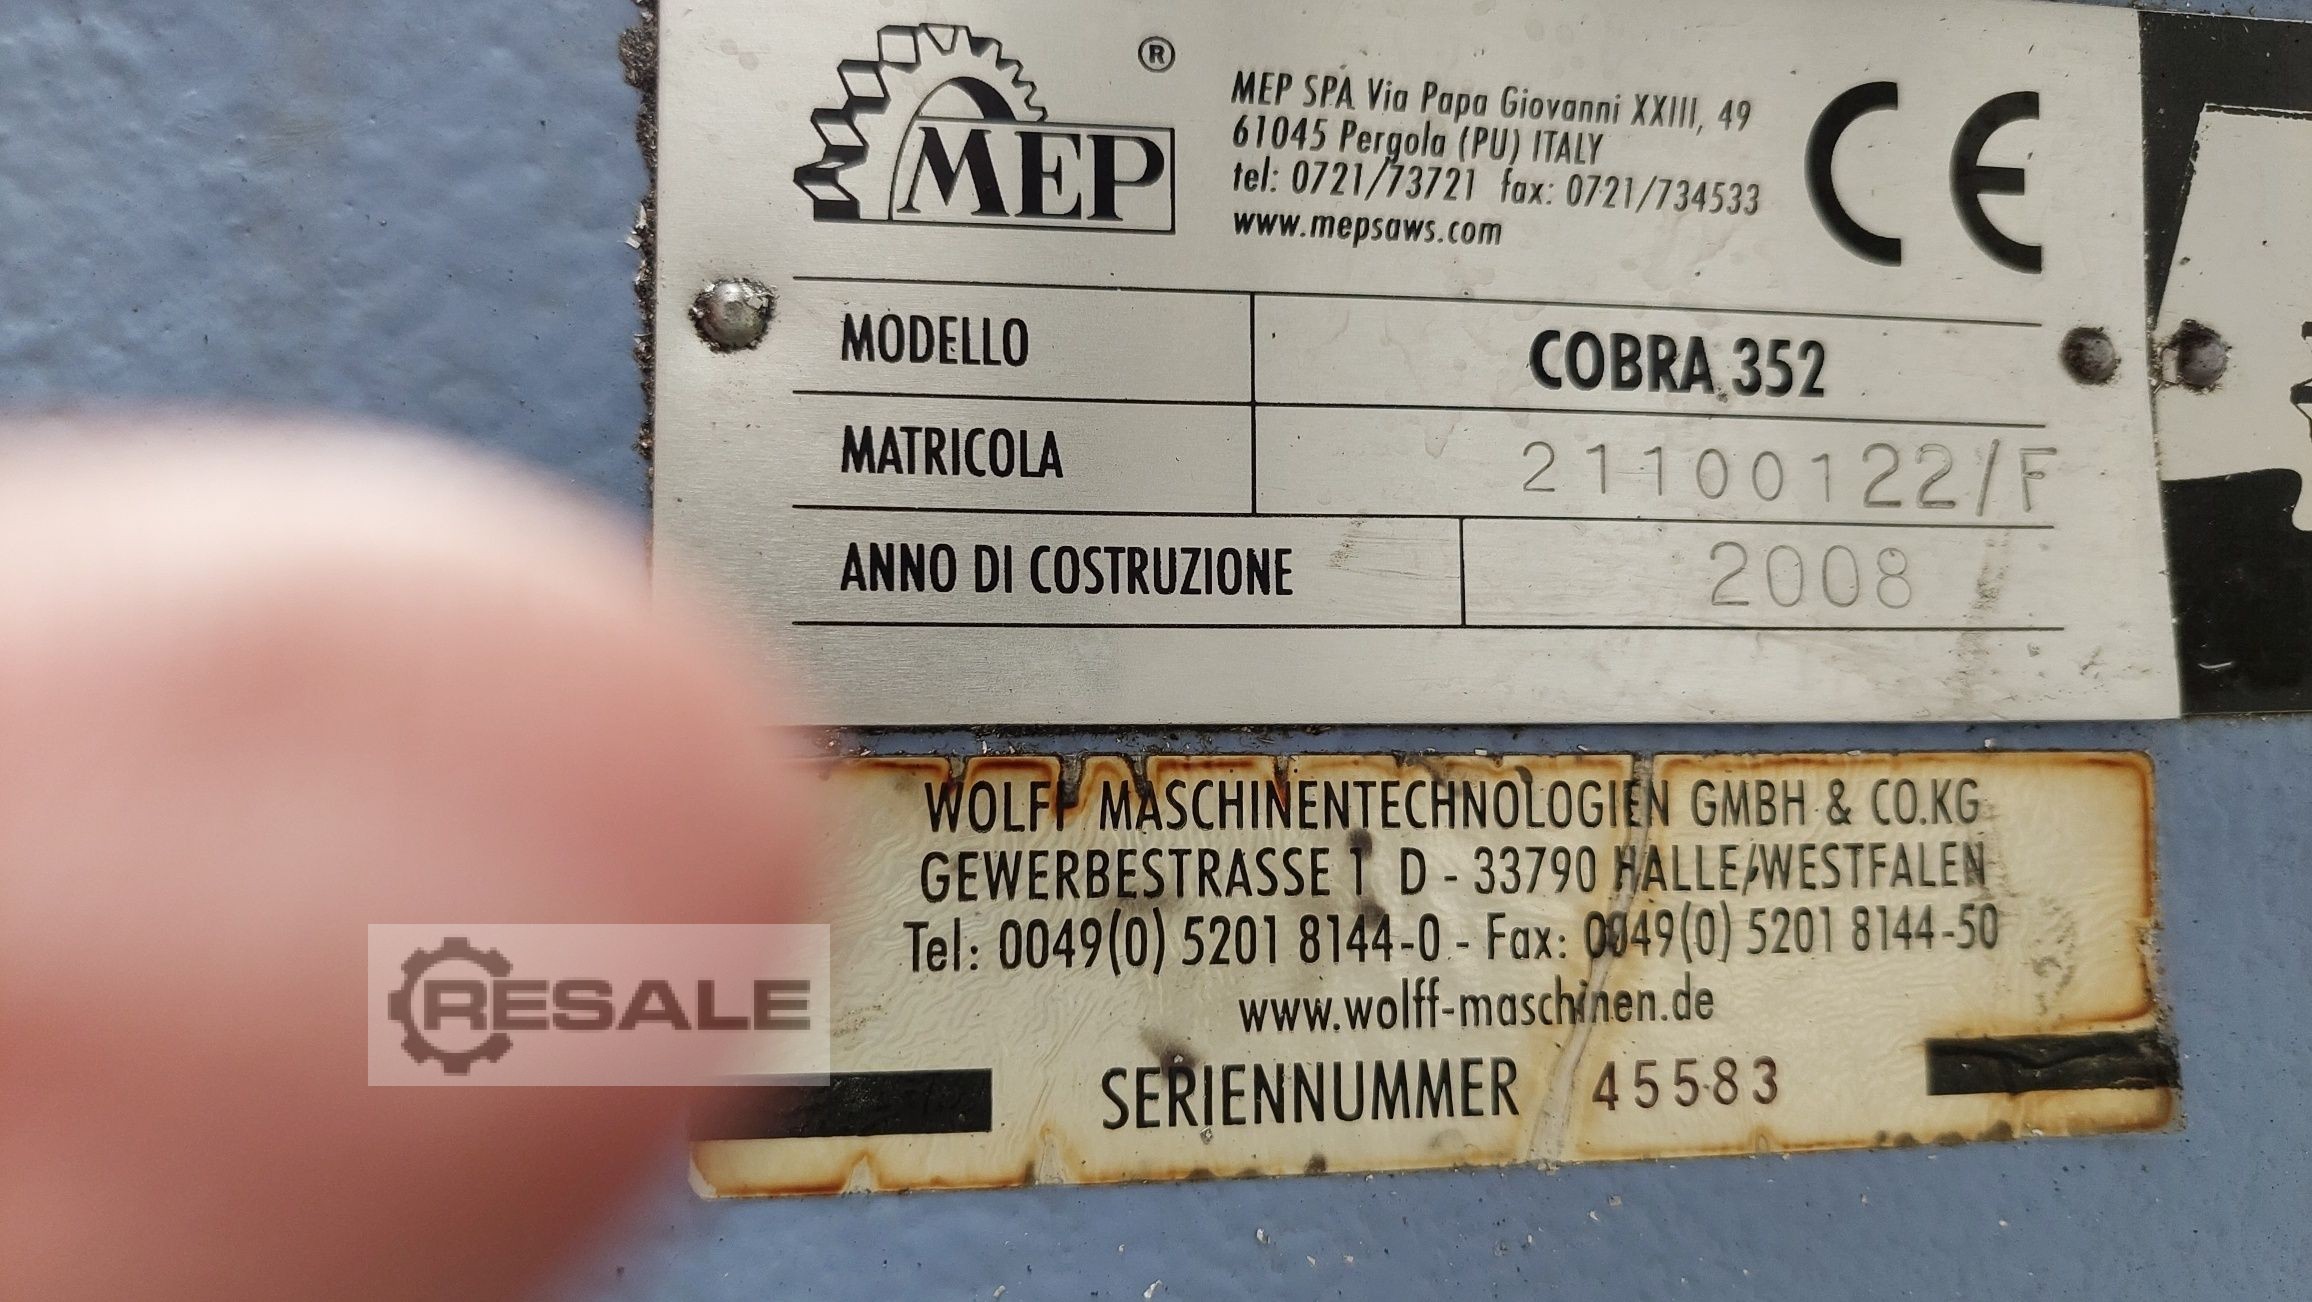 MEP ®
MEP SPA Via Papa Giovanni XXIII, 49
61045 Pergola (PU) ITALY
tel: 0721/73721 fax: 0721/734533
www.mepsaws.com
CE
MODELLO COBRA 352
MATRICOLA 21100122/F
ANNO DI COSTRUZIONE 2008
WOLFF MASCHINENTECHNOLOGIEN GMBH & CO.KG
GEWERBESTRASSE 1 D - 33790 HALLE/WESTFALEN
Tel: 0049(0) 5201 8144-0 - Fax: 0049(0) 5201 8144-50
www.wolff-maschinen.de
SERIENNUMMER 45583
RESALE